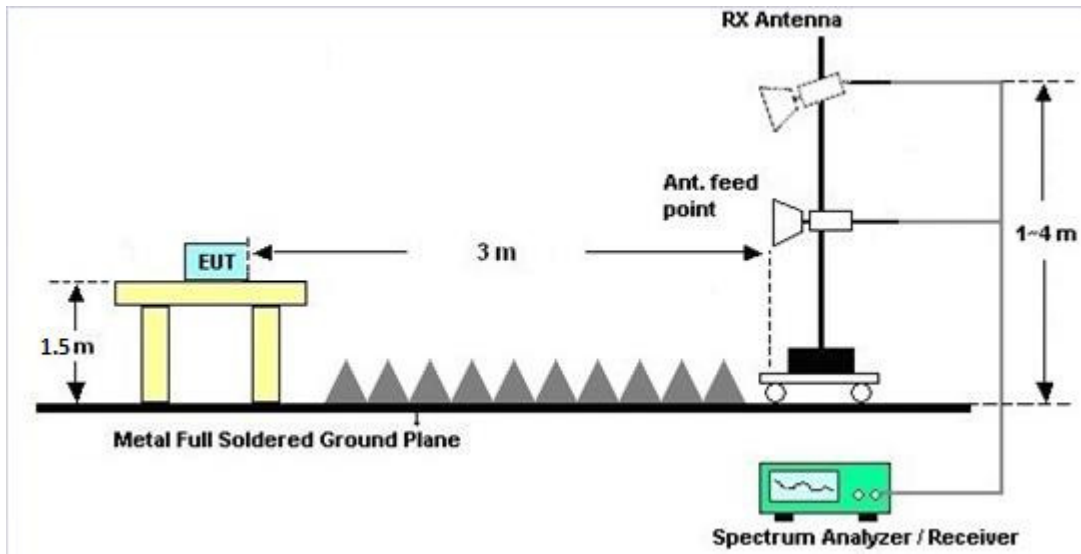 RX Antenna
Ant. feed
point
EUT
3 m
1~4 m
1.5 m
Metal Full Soldered Ground Plane
Spectrum Analyzer / Receiver